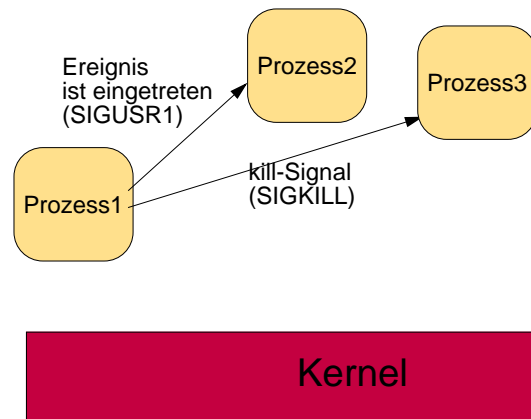 Ereignis
ist eingetreten
(SIGUSR1)
Prozess2
Prozess3
kill-Signal
(SIGKILL)
Prozess1
Kernel